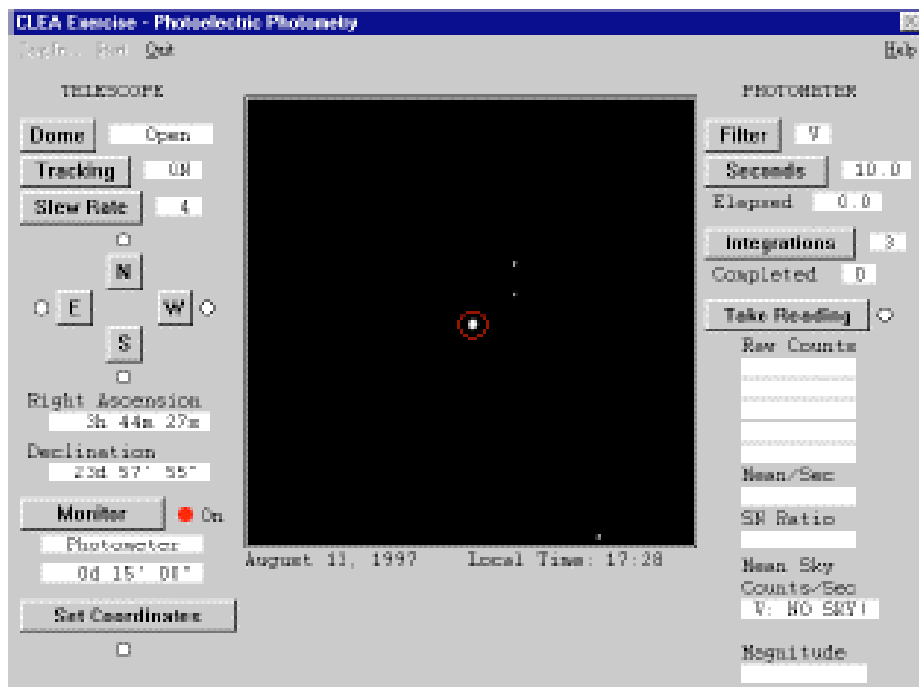 CLEA Exercise - Photoelectric Photometry
Quit
Help
TELESCOPE
Dome Open
Tracking ON
Slew Rate 4
N
E W
S
Right Ascension
3h 44m 27s
Declination
23d 57' 55"
Monitor On
Photometer
0d 15' 00"
Set Coordinates
August 13, 1997 Local Time: 17:28
PHOTOMETER
Filter V
Seconds 10.0
Elapsed 0.0
Integrations 3
Completed 0
Take Reading
Raw Counts
Mean/Sec
SN Ratio
Mean Sky
Counts/Sec
V: NO SKY!
Magnitude